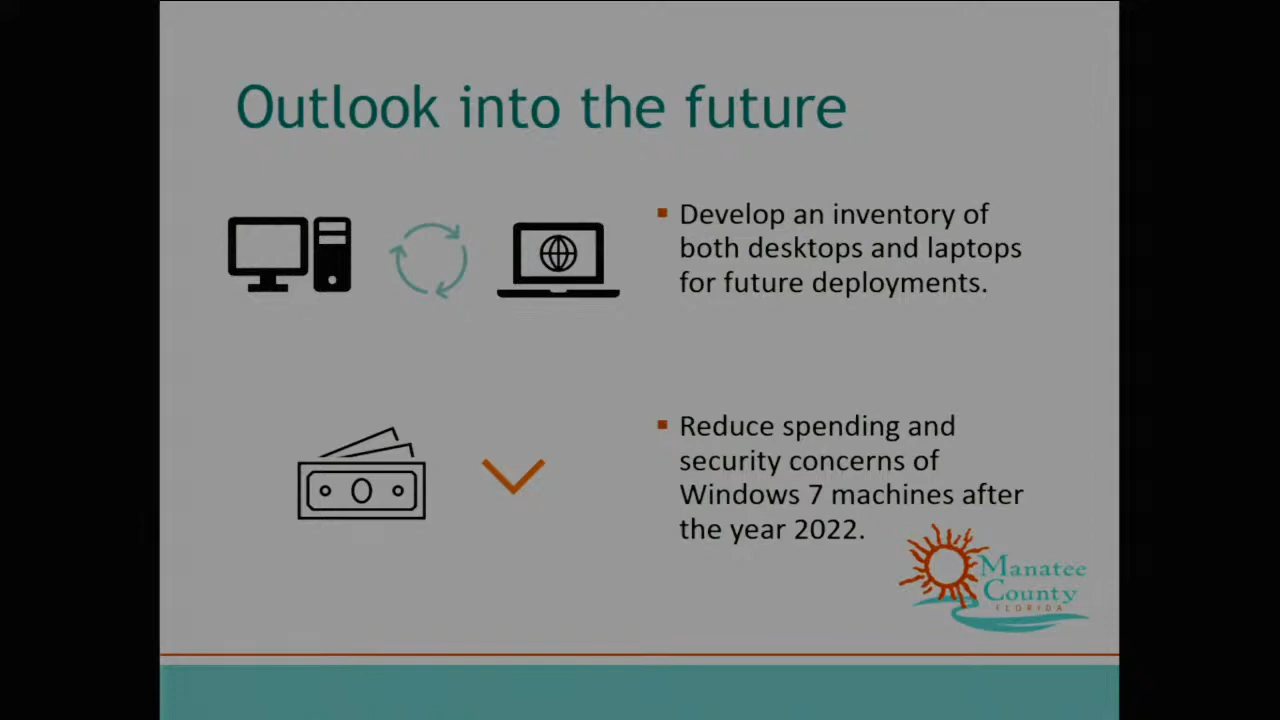 Outlook into the future
Develop an inventory of
both desktops and laptops
for future deployments.
Reduce spending and
security concerns of
Windows 7 machines after
the year 2022.
Manatee
County
FLORIDA